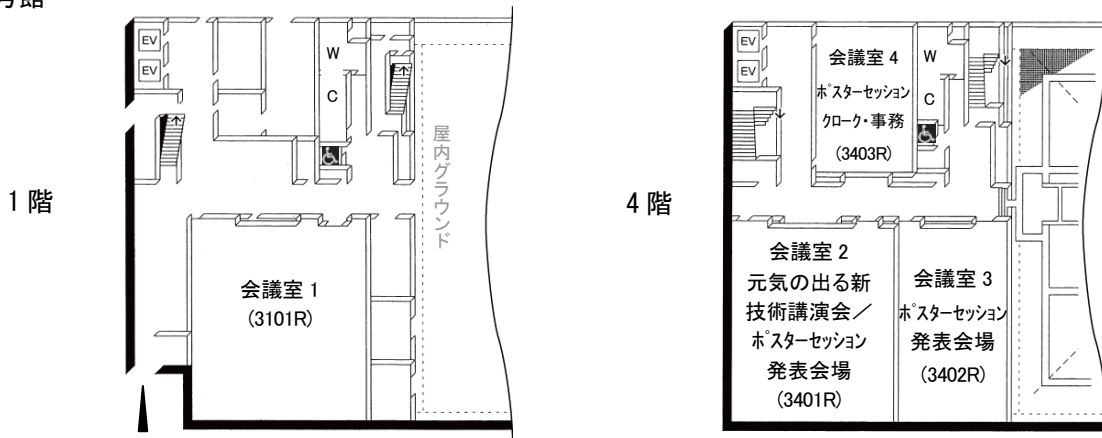 号館
1階
EV
EV
W
C
屋内グラウンド
会議室 1
(3101R)
4階
EV
EV
会議室 4
ポスターセッション
クローク・事務
(3403R)
W
C
会議室 2
元気の出る新
技術講演会／
ポスターセッション
発表会場
(3401R)
会議室 3
ポスターセッション
発表会場
(3402R)